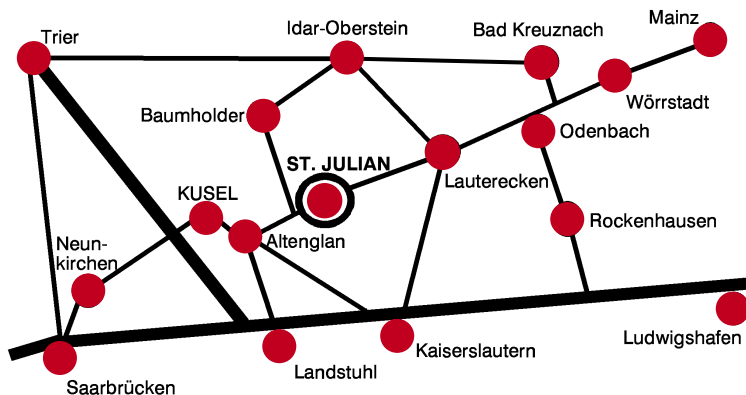 Mainz
Idar-Oberstein
Bad Kreuznach
Trier
Wörrstadt
Baumholder
Odenbach
ST. JULIAN
Lauterecken
KUSEL
Rockenhausen
Altenglan
Neun-
kirchen
Ludwigshafen
Kaiserslautern
Landstuhl
Saarbrücken